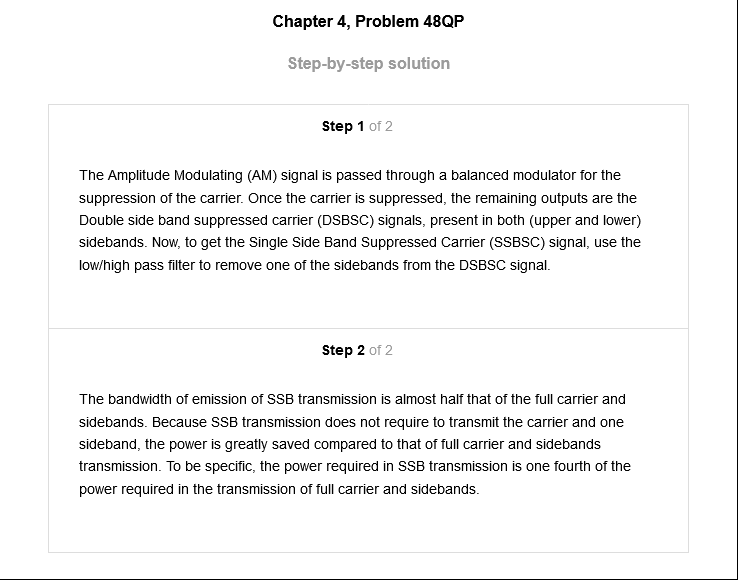 Chapter 4, Problem 48QP
Step-by-step solution
Step 1 of 2
The Amplitude Modulating (AM) signal is passed through a balanced modulator for the
suppression of the carrier. Once the carrier is suppressed, the remaining outputs are the
Double side band suppressed carrier (DSBSC) signals, present in both (upper and lower)
sidebands. Now, to get the Single Side Band Suppressed Carrier (SSBSC) signal, use the
low/high pass filter to remove one of the sidebands from the DSBSC signal.
Step 2 of 2
The bandwidth of emission of SSB transmission is almost half that of the full carrier and
sidebands. Because SSB transmission does not require to transmit the carrier and one
sideband, the power is greatly saved compared to that of full carrier and sidebands
transmission. To be specific, the power required in SSB transmission is one fourth of the
power required in the transmission of full carrier and sidebands.